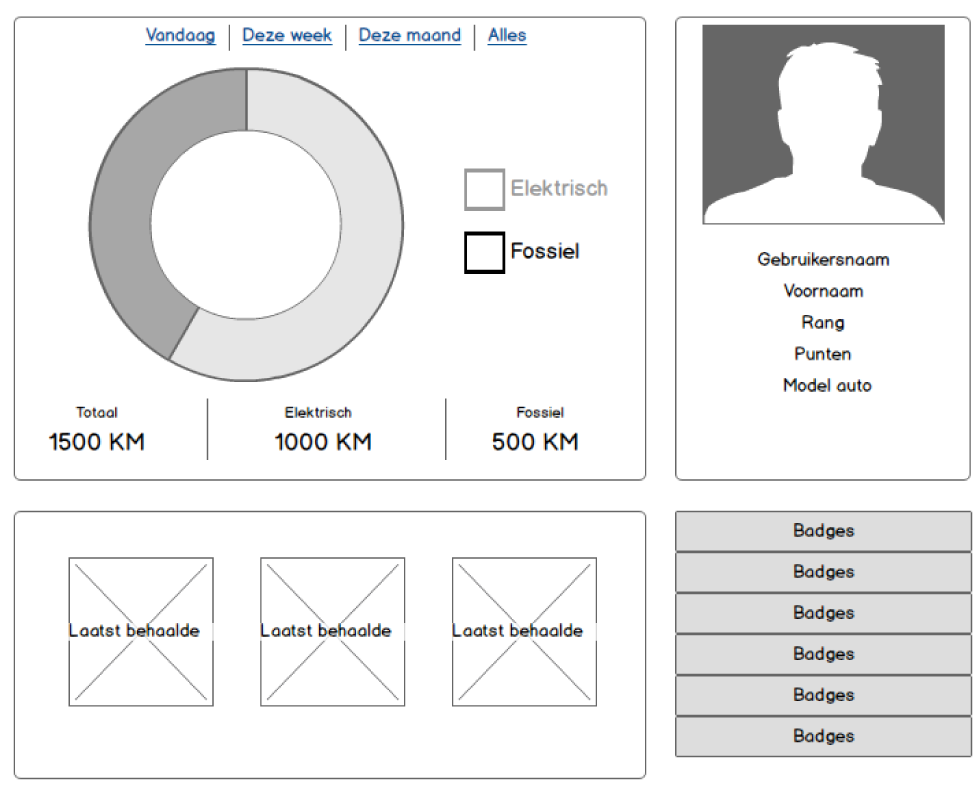 Vandaag | Deze week | Deze maand | Alles
Elektrisch
Fossiel
Totaal
1500 KM
Elektrisch
1000 KM
Fossiel
500 KM
Gebruikersnaam
Voornaam
Rang
Punten
Model auto
Laatst behaalde
Laatst behaalde
Laatst behaalde
Badges
Badges
Badges
Badges
Badges
Badges